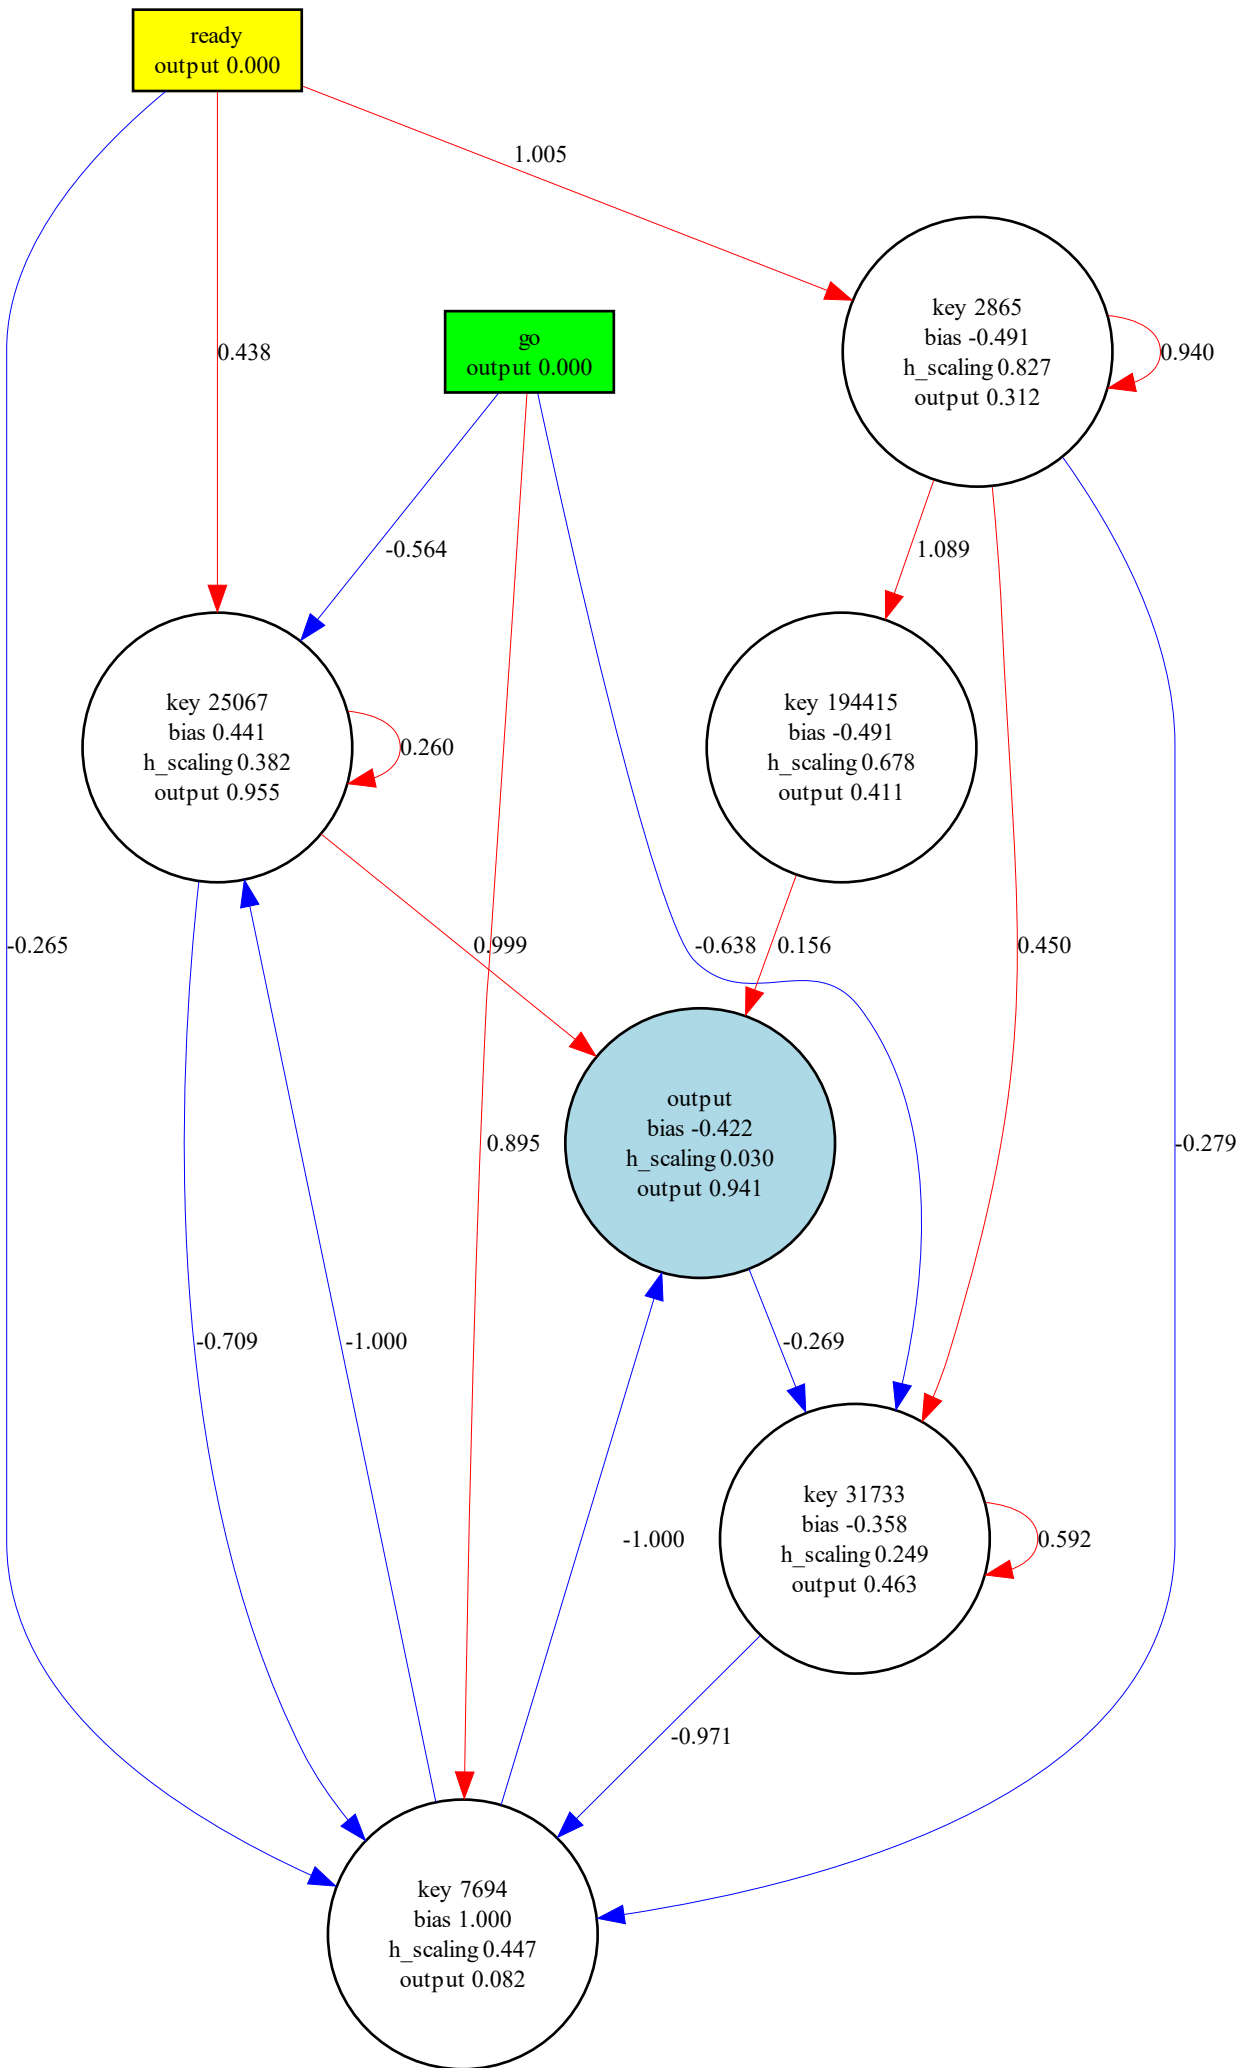 ready
output 0.000
1.005
go
output 0.000
key 2865
bias -0.491
h_scaling 0.827
output 0.312
0.438
0.940
-0.564
1.089
key 25067
bias 0.441
h_scaling 0.382
output 0.955
0.260
key 194415
bias -0.491
h_scaling 0.678
output 0.411
-0.265
0.999
-0.638
0.156
0.450
output
bias -0.422
h_scaling 0.030
output 0.941
0.895
-0.279
-0.709
-1.000
-0.269
-1.000
key 31733
bias -0.358
h_scaling 0.249
output 0.463
0.592
-0.971
key 7694
bias 1.000
h_scaling 0.447
output 0.082